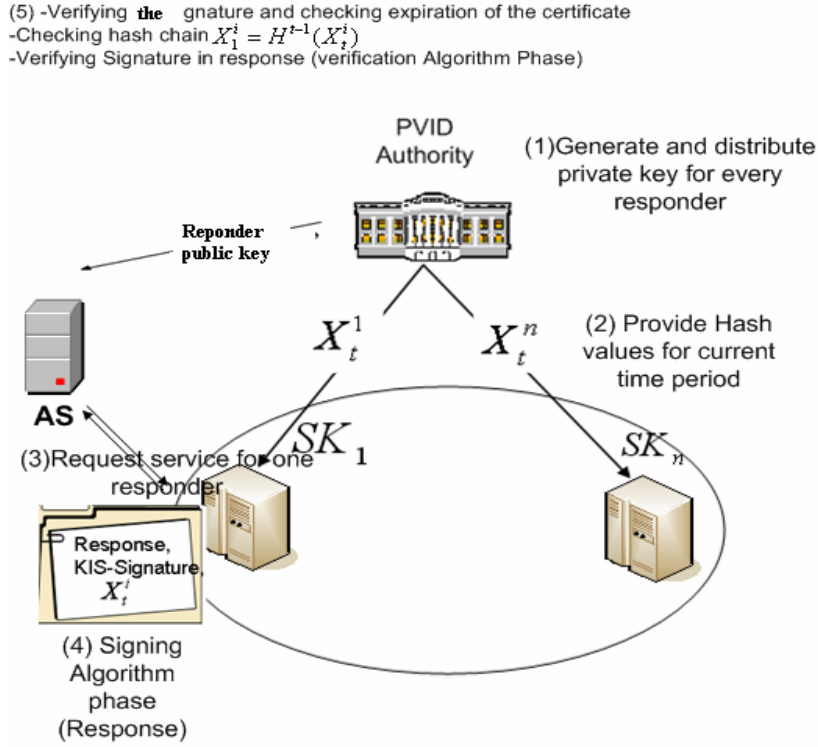 (5) -Verifying the gnature and checking expiration of the certificate
-Checking hash chain X_1^i = H^{t-1}(X_t^i)
-Verifying Signature in response (verification Algorithm Phase)
PVID
Authority
(1)Generate and distribute
private key for every
responder
Reponder
public key
X_t^1
X_t^n
(2) Provide Hash
values for current
time period
AS
SK_1
SK_n
(3)Request service for one
responder
Response,
KIS-Signature,
X_t^i
(4) Signing
Algorithm
phase
(Response)